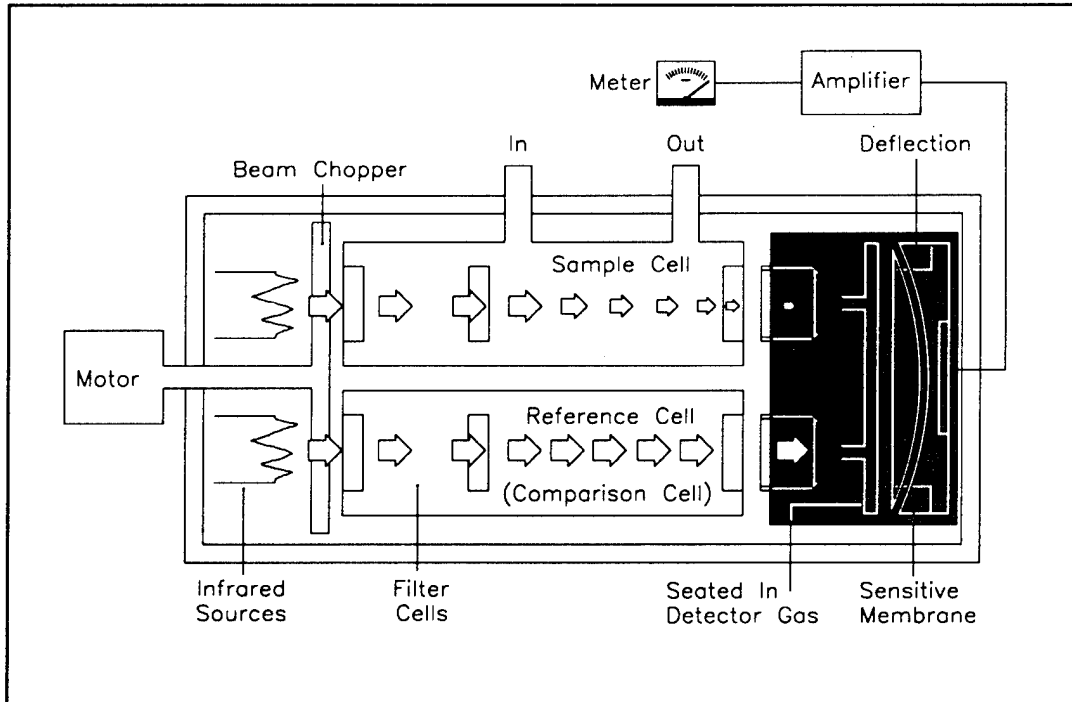 Meter
Amplifier
In
Out
Deflection
Beam Chopper
Sample Cell
Motor
Reference Cell
(Comparison Cell)
Infrared
Sources
Filter
Cells
Seated In
Detector Gas
Sensitive
Membrane